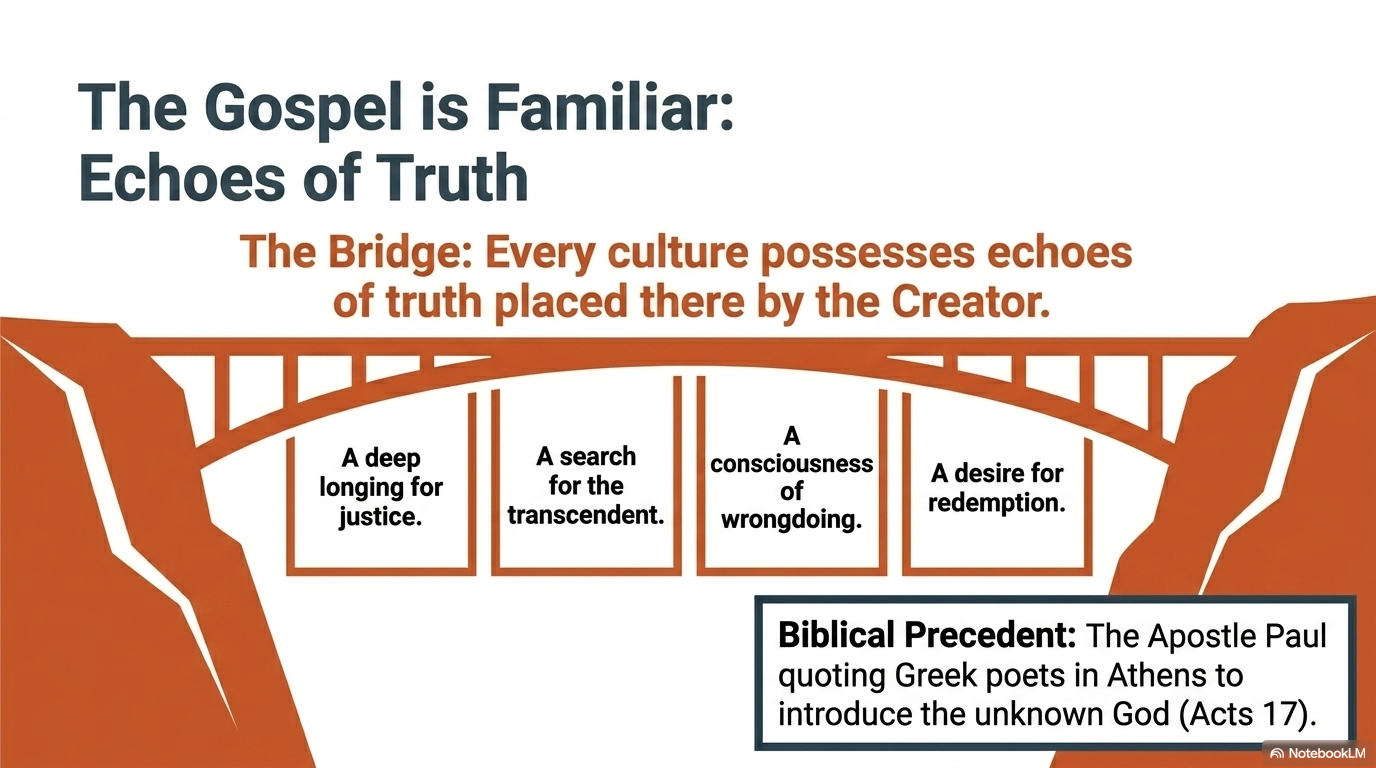 The Gospel is Familiar:
Echoes of Truth
The Bridge: Every culture possesses echoes
of truth placed there by the Creator.
A deep
longing for
justice.
A search
for the
transcendent.
A
consciousness
of
wrongdoing.
A desire for
redemption.
Biblical Precedent: The Apostle Paul
quoting Greek poets in Athens to
introduce the unknown God (Acts 17).
NotebookLM